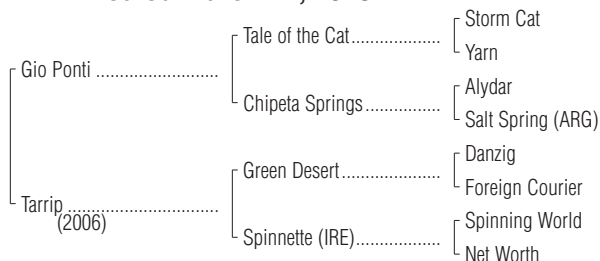 Storm Cat
Tale of the Cat
Yarn
Gio Ponti
Alydar
Chipeta Springs
Salt Spring (ARG)
Danzig
Green Desert
Foreign Courier
Tarrip
(2006)
Spinning World
Spinnette (IRE)
Net Worth